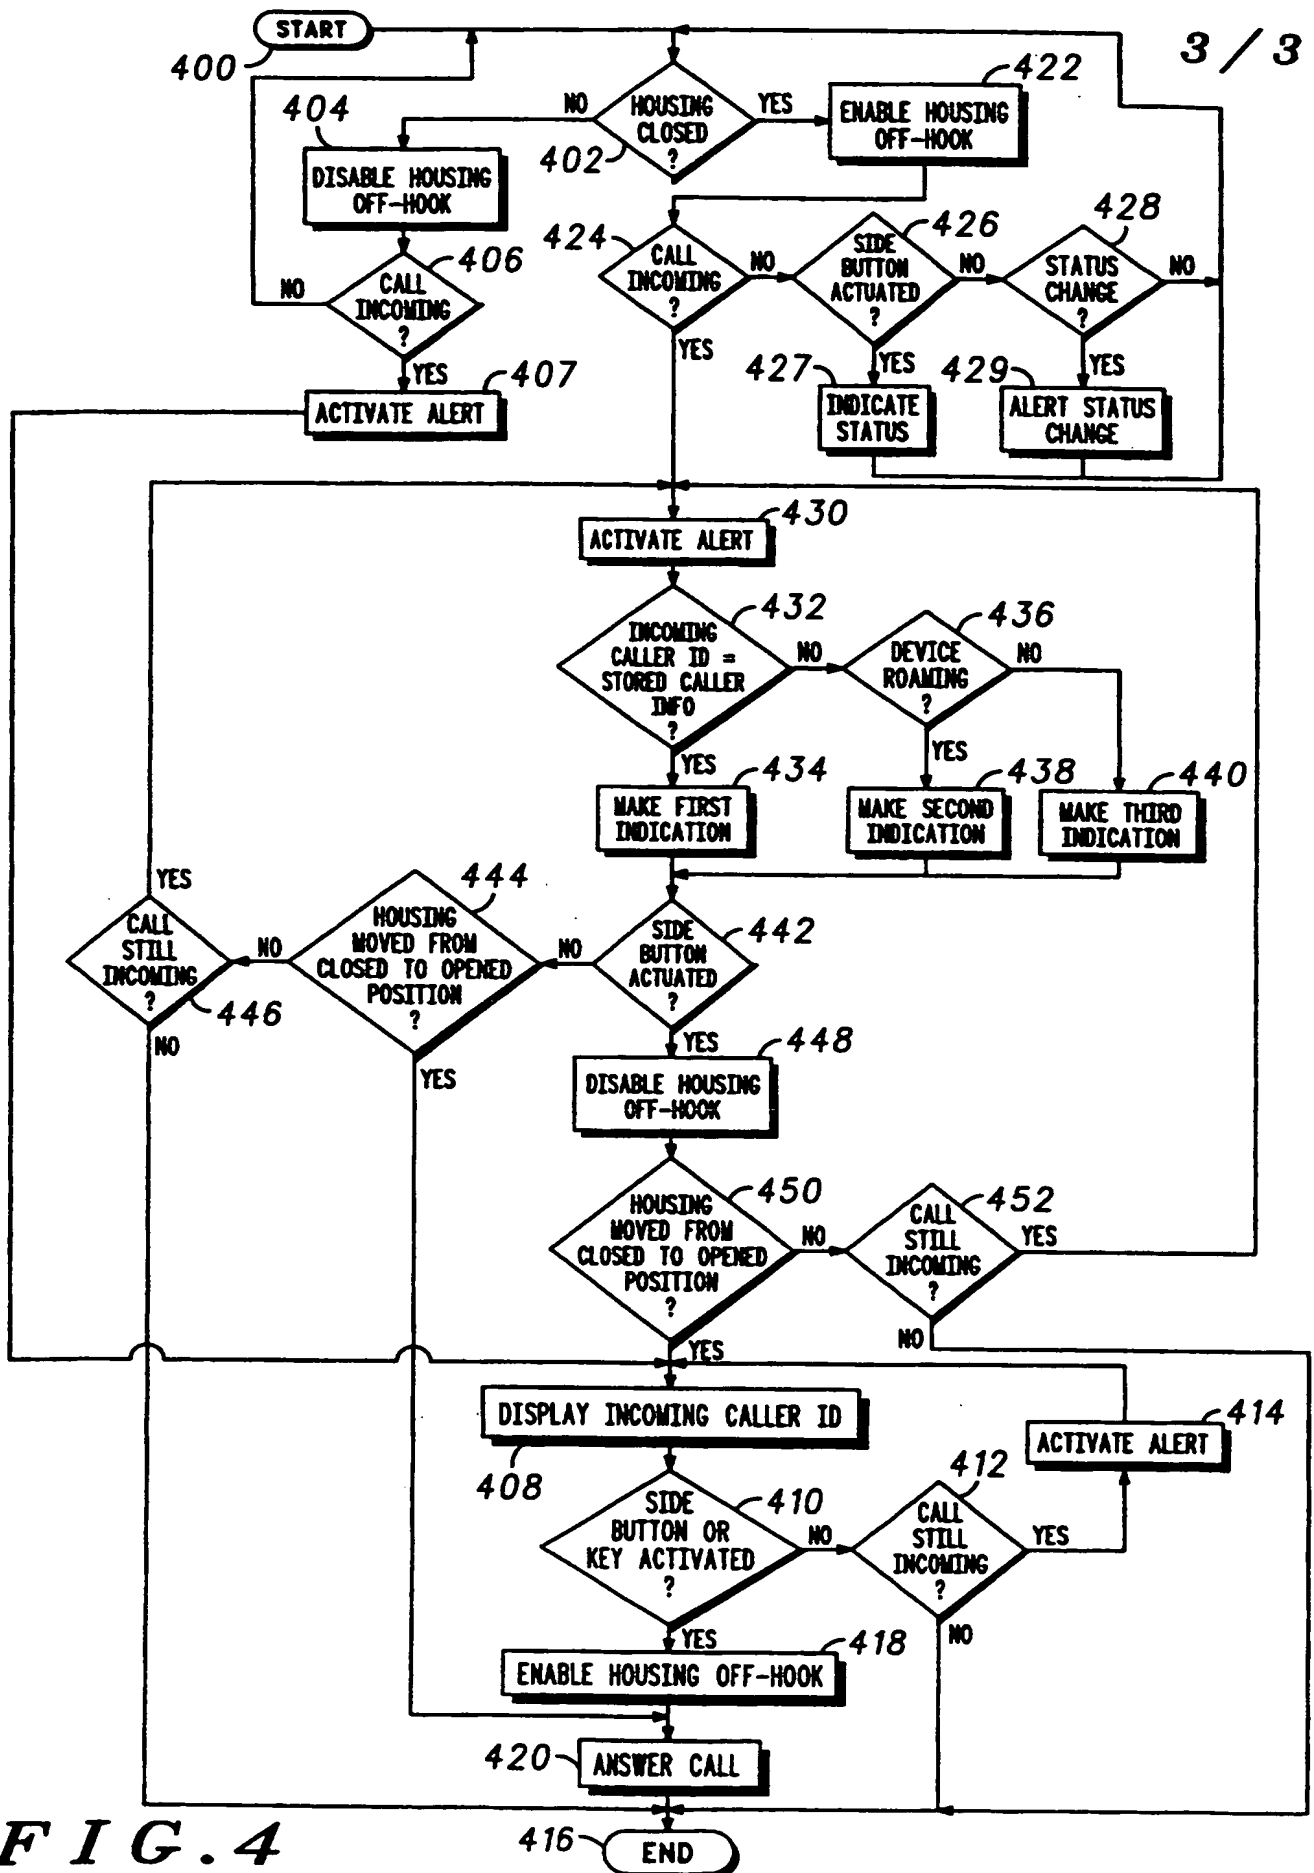 START
3/3
400
422
404
NO
HOUSING
CLOSED
?
YES
ENABLE HOUSING
OFF-HOOK
402
DISABLE HOUSING
OFF-HOOK
424
CALL
INCOMING
?
NO
SIDE
BUTTON
ACTUATED
?
426
NO
STATUS
CHANGE
?
428
NO
406
NO
CALL
INCOMING
?
YES
YES
YES
YES
407
ACTIVATE ALERT
427
INDICATE
STATUS
429
ALERT STATUS
CHANGE
430
ACTIVATE ALERT
432
INCOMING
CALLER ID =
STORED CALLER
INFO
?
NO
436
DEVICE
ROAMING
?
NO
YES
YES
434
MAKE FIRST
INDICATION
438
MAKE SECOND
INDICATION
440
MAKE THIRD
INDICATION
YES
CALL
STILL
INCOMING
?
446
NO
NO
444
HOUSING
MOVED FROM
CLOSED TO OPENED
POSITION
?
YES
NO
SIDE
BUTTON
ACTUATED
?
442
YES
448
DISABLE HOUSING
OFF-HOOK
450
HOUSING
MOVED FROM
CLOSED TO OPENED
POSITION
?
NO
452
CALL
STILL
INCOMING
?
YES
NO
YES
DISPLAY INCOMING CALLER ID
408
414
ACTIVATE ALERT
SIDE
BUTTON OR
KEY ACTIVATED
?
410
NO
412
CALL
STILL
INCOMING
?
YES
NO
YES
418
ENABLE HOUSING OFF-HOOK
420
ANSWER CALL
416
END
FIG.4